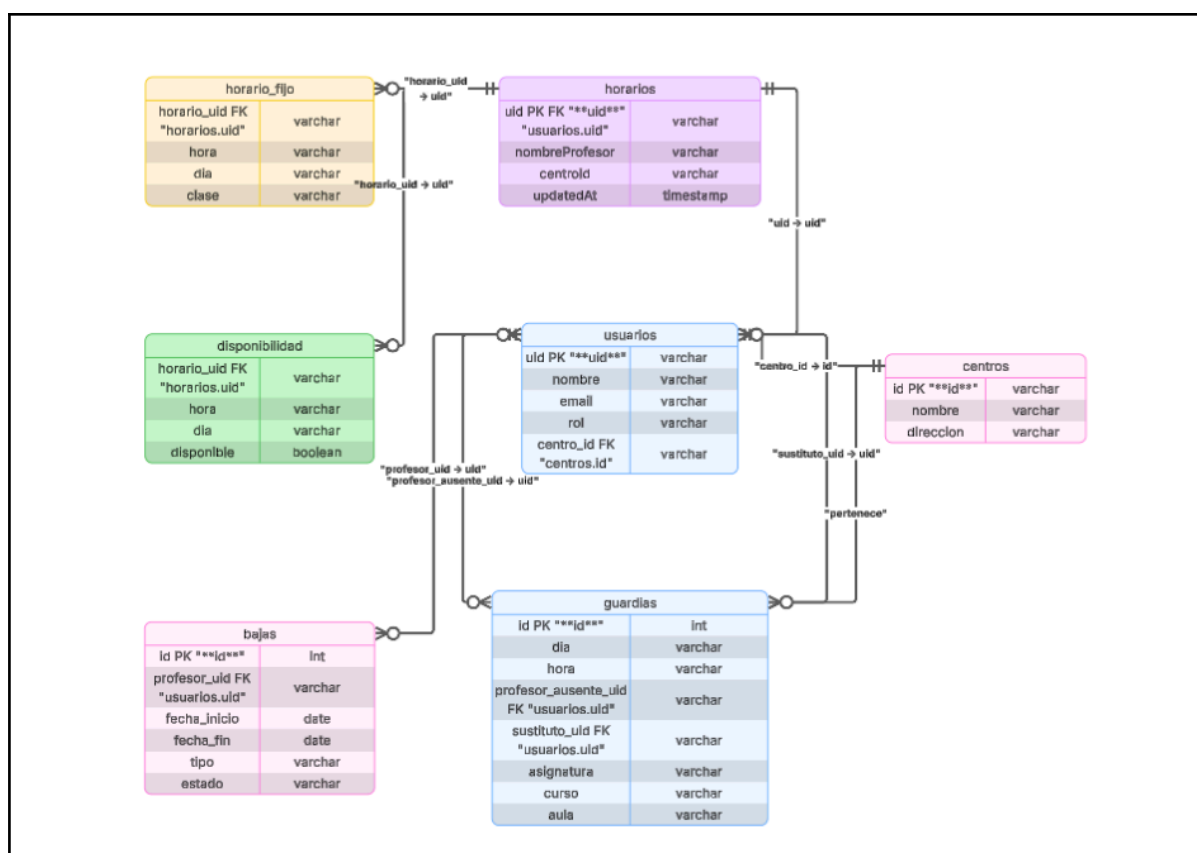 horario_fijo
horario_uid FK
"horarios.uid"
varchar
hora varchar
dia varchar
clase varchar
"horario_uid
→ uid"
horarios
uid PK FK "**uid**"
"usuarios.uid"
varchar
nombreProfesor varchar
centroId varchar
updatedAt timestamp
"horario_uid → uid"
"uid → uid"
disponibilidad
horario_uid FK
"horarios.uid"
varchar
hora varchar
dia varchar
disponible boolean
usuarios
uid PK "**uid**" varchar
nombre varchar
email varchar
rol varchar
centro_id FK
"centros.id"
varchar
"centro_id → id"
centros
id PK "**id**" varchar
nombre varchar
direccion varchar
"profesor_uid → uid"
"profesor_ausente_uid → uid"
"sustituto_uid → uid"
"pertenece"
bajas
id PK "**id**" int
profesor_uid FK
"usuarios.uid"
varchar
fecha_inicio date
fecha_fin date
tipo varchar
estado varchar
guardias
id PK "**id**" int
dia varchar
hora varchar
profesor_ausente_uid
FK "usuarios.uid"
varchar
sustituto_uid FK
"usuarios.uid"
varchar
asignatura varchar
curso varchar
aula varchar